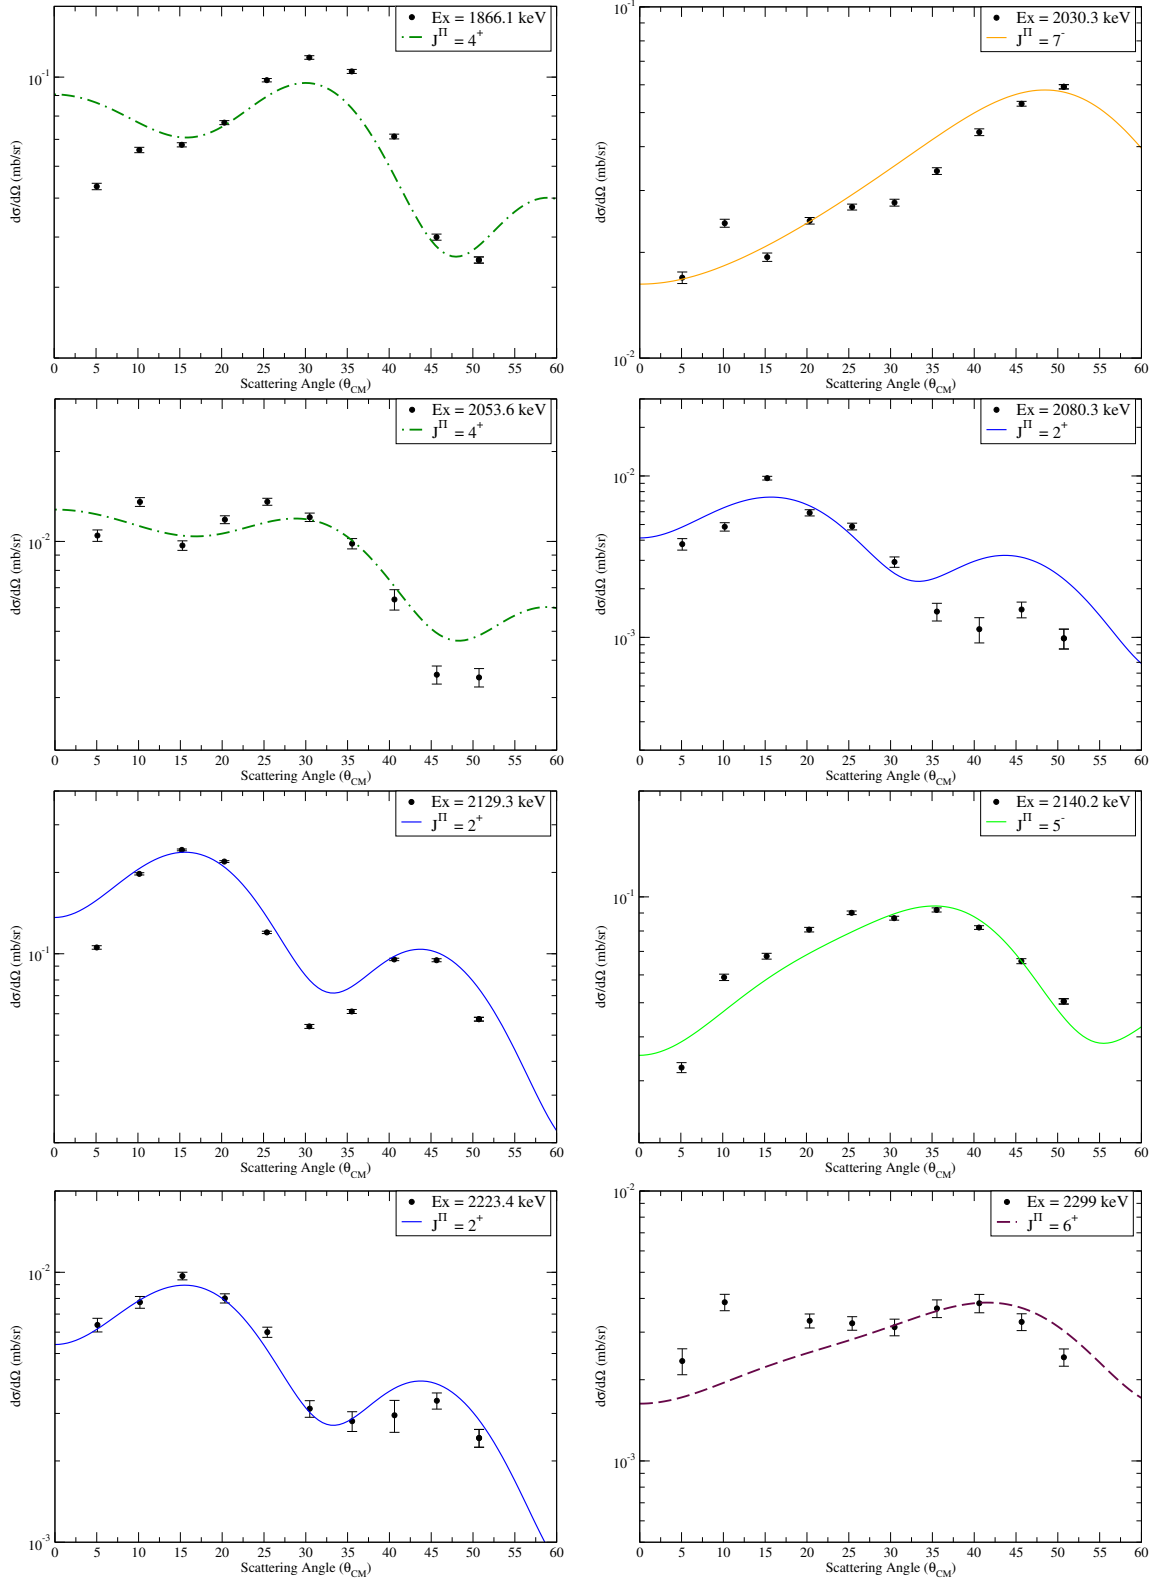 Ex = 1866.1 keV
J^Π = 4^+
10^-1
dσ/dΩ (mb/sr)
0 5 10 15 20 25 30 35 40 45 50 55 60
Scattering Angle (θ_CM)
10^-1
Ex = 2030.3 keV
J^Π = 7^-
dσ/dΩ (mb/sr)
10^-2
0 5 10 15 20 25 30 35 40 45 50 55 60
Scattering Angle (θ_CM)
Ex = 2053.6 keV
J^Π = 4^+
10^-2
dσ/dΩ (mb/sr)
0 5 10 15 20 25 30 35 40 45 50 55 60
Scattering Angle (θ_CM)
Ex = 2080.3 keV
J^Π = 2^+
10^-2
dσ/dΩ (mb/sr)
10^-3
0 5 10 15 20 25 30 35 40 45 50 55 60
Scattering Angle (θ_CM)
Ex = 2129.3 keV
J^Π = 2^+
10^-1
dσ/dΩ (mb/sr)
0 5 10 15 20 25 30 35 40 45 50 55 60
Scattering Angle (θ_CM)
Ex = 2140.2 keV
J^Π = 5^-
10^-1
dσ/dΩ (mb/sr)
0 5 10 15 20 25 30 35 40 45 50 55 60
Scattering Angle (θ_CM)
Ex = 2223.4 keV
J^Π = 2^+
10^-2
dσ/dΩ (mb/sr)
10^-3
0 5 10 15 20 25 30 35 40 45 50 55 60
Scattering Angle (θ_CM)
10^-2
Ex = 2299 keV
J^Π = 6^+
dσ/dΩ (mb/sr)
10^-3
0 5 10 15 20 25 30 35 40 45 50 55 60
Scattering Angle (θ_CM)